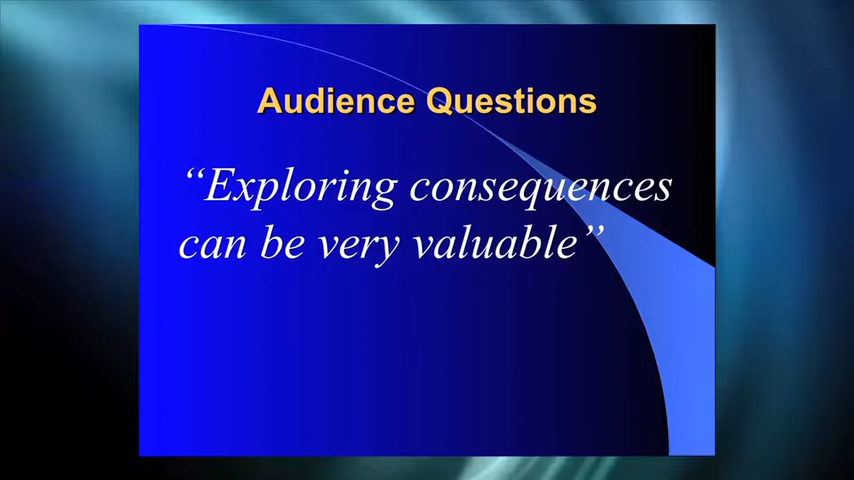 Audience Questions
“Exploring consequences
can be very valuable”